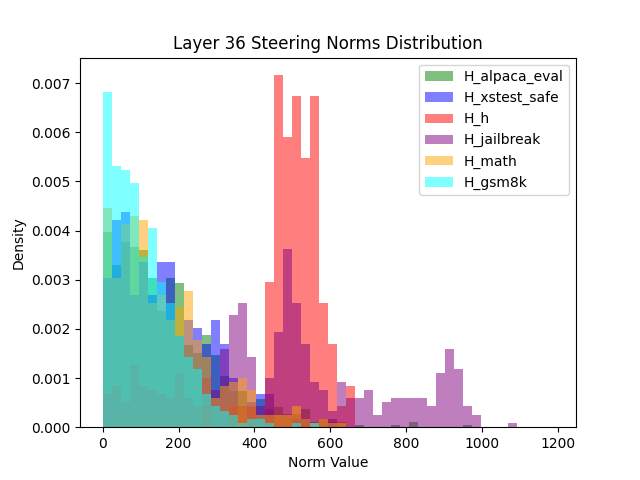 Layer 36 Steering Norms Distribution
Density
0.007
0.006
0.005
0.004
0.003
0.002
0.001
0.000
H_alpaca_eval
H_xstest_safe
H_h
H_jailbreak
H_math
H_gsm8k
0 200 400 600 800 1000 1200
Norm Value